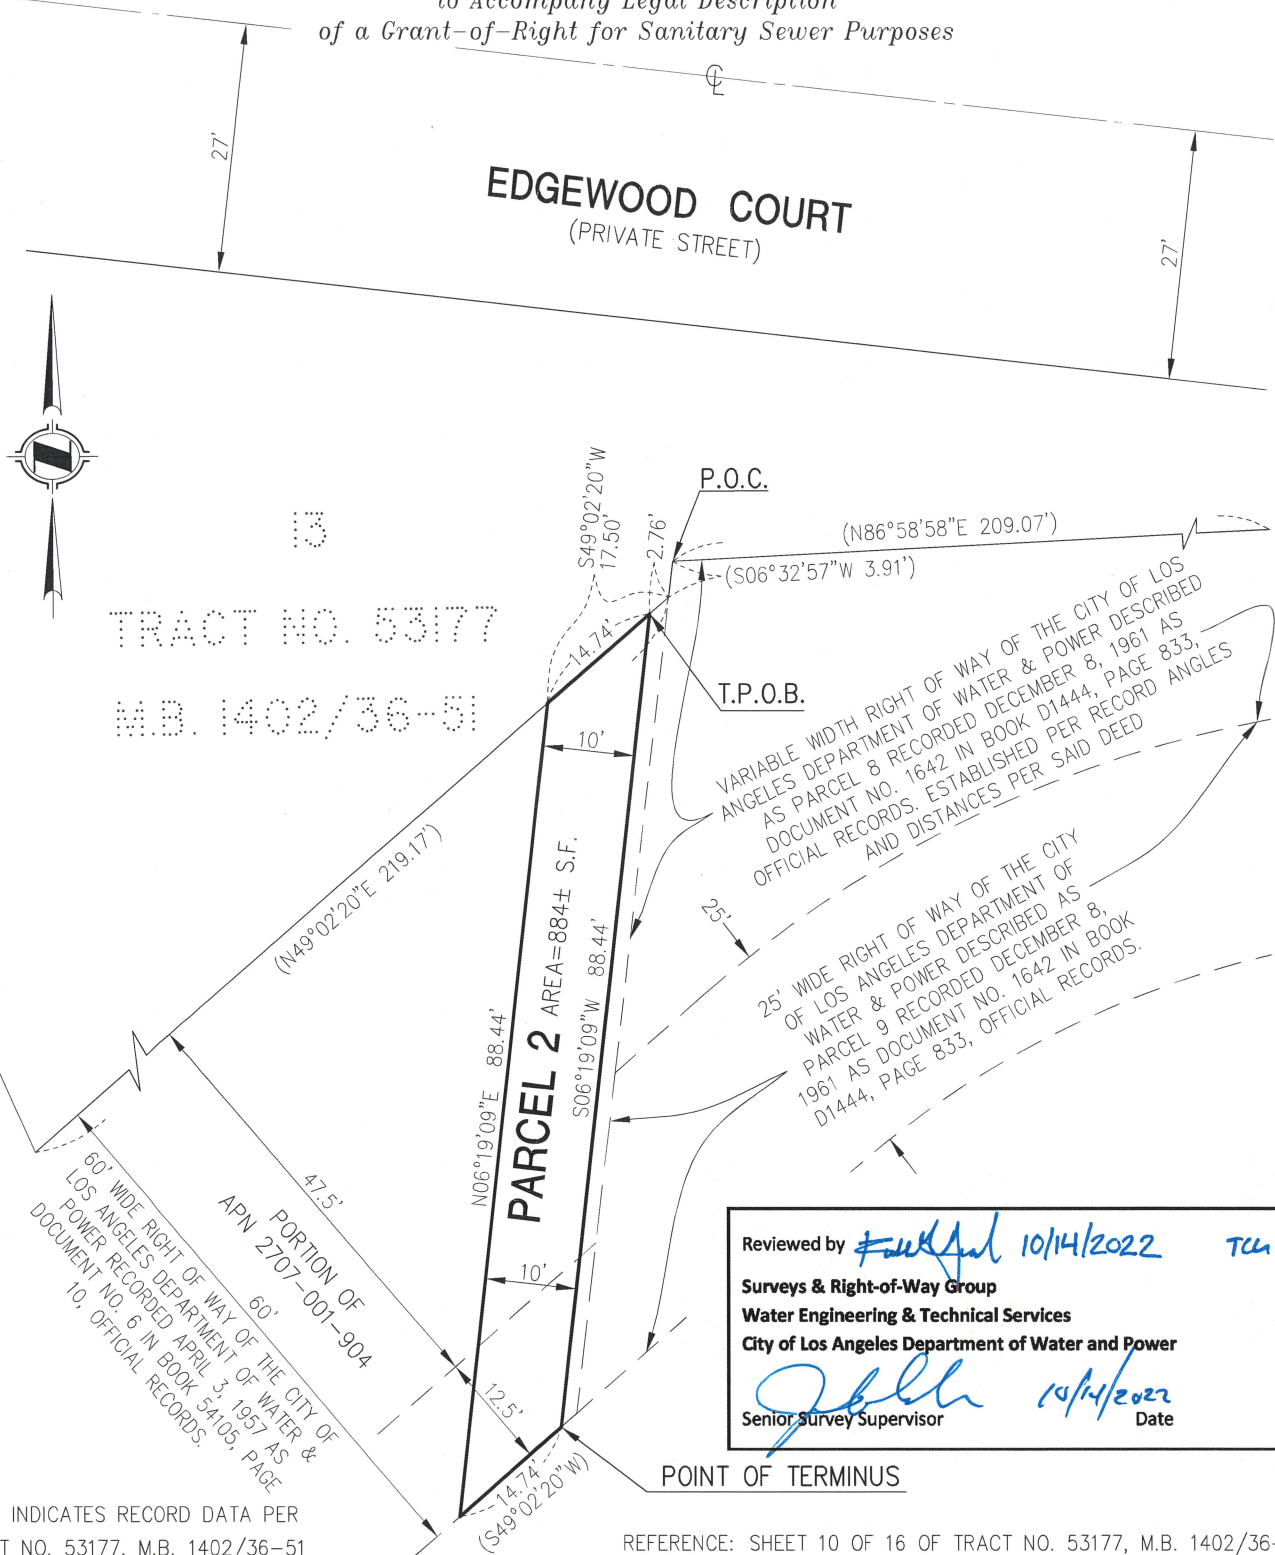 to Accompany Legal Description
of a Grant-of-Right for Sanitary Sewer Purposes
℄
27'
EDGEWOOD COURT
(PRIVATE STREET)
27'
13
TRACT NO. 53177
M.B. 1402/36-51
S49°02'20"W
17.50'
2.76'
P.O.C.
(N86°58'58"E 209.07')
(S06°32'57"W 3.91')
14.74'
T.P.O.B.
10'
VARIABLE WIDTH RIGHT OF WAY OF THE CITY OF LOS
ANGELES DEPARTMENT OF WATER & POWER DESCRIBED
AS PARCEL 8 RECORDED DECEMBER 8, 1961 AS
DOCUMENT NO. 1642 IN BOOK D1444, PAGE 833,
OFFICIAL RECORDS. ESTABLISHED PER RECORD ANGLES
AND DISTANCES PER SAID DEED
(N49°02'20"E 219.17')
25'
25' WIDE RIGHT OF WAY OF THE CITY
OF LOS ANGELES DEPARTMENT OF
WATER & POWER DESCRIBED AS
PARCEL 9 RECORDED DECEMBER 8,
1961 AS DOCUMENT NO. 1642 IN BOOK
D1444, PAGE 833, OFFICIAL RECORDS.
N06°19'09"E 88.44'
PARCEL 2 AREA=884± S.F.
S06°19'09"W 88.44'
47.5'
PORTION OF
APN 2707-001-904
60'
60' WIDE RIGHT OF WAY OF THE CITY OF
LOS ANGELES DEPARTMENT OF WATER &
POWER RECORDED APRIL 3, 1957 AS
DOCUMENT NO. 6 IN BOOK 54105, PAGE
10, OFFICIAL RECORDS.
10'
12.5'
14.74'
(S49°02'20"W)
POINT OF TERMINUS
Reviewed by 10/14/2022
Surveys & Right-of-Way Group
Water Engineering & Technical Services
City of Los Angeles Department of Water and Power
10/14/2022
Senior Survey Supervisor Date
INDICATES RECORD DATA PER
T NO. 53177, M.B. 1402/36-51
REFERENCE: SHEET 10 OF 16 OF TRACT NO. 53177, M.B. 1402/36-